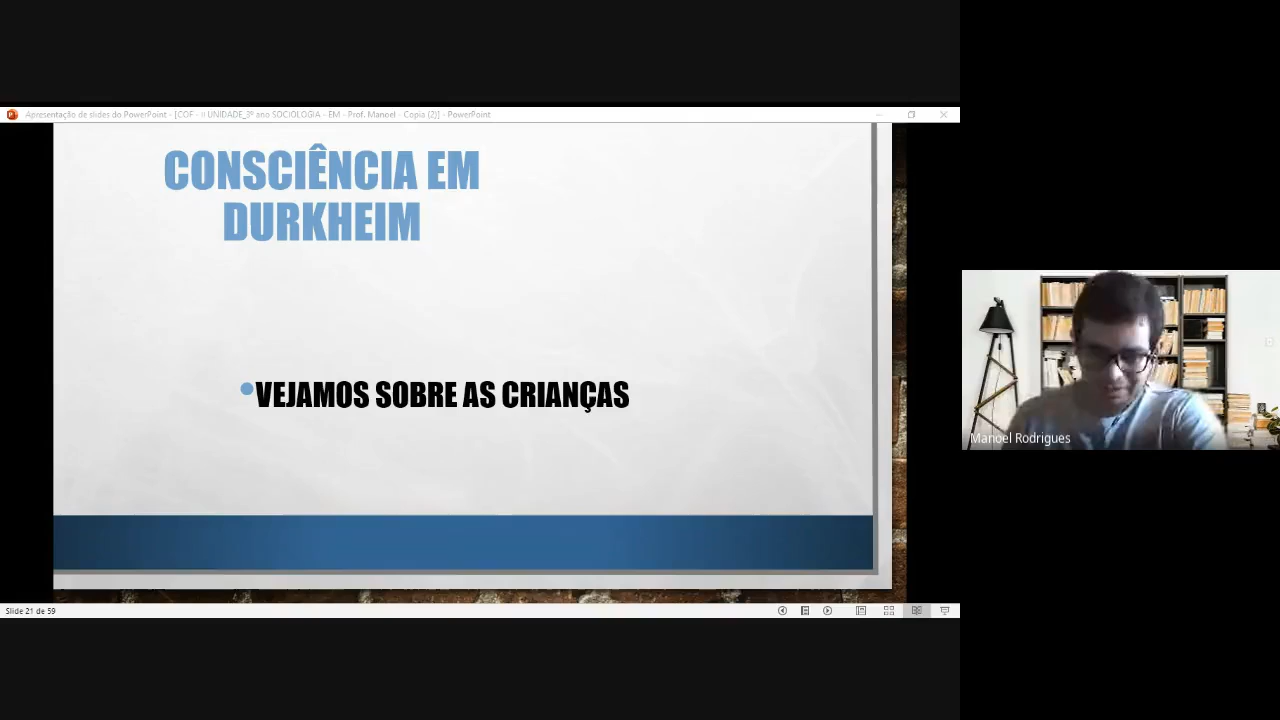 Apresentação de slides do PowerPoint - [COF - II UNIDADE_3º ano SOCIOLOGIA - EM - Prof. Manoel - Copia (2)] - PowerPoint
CONSCIÊNCIA EM
DURKHEIM
VEJAMOS SOBRE AS CRIANÇAS
Manoel Rodrigues
Slide 21 de 59